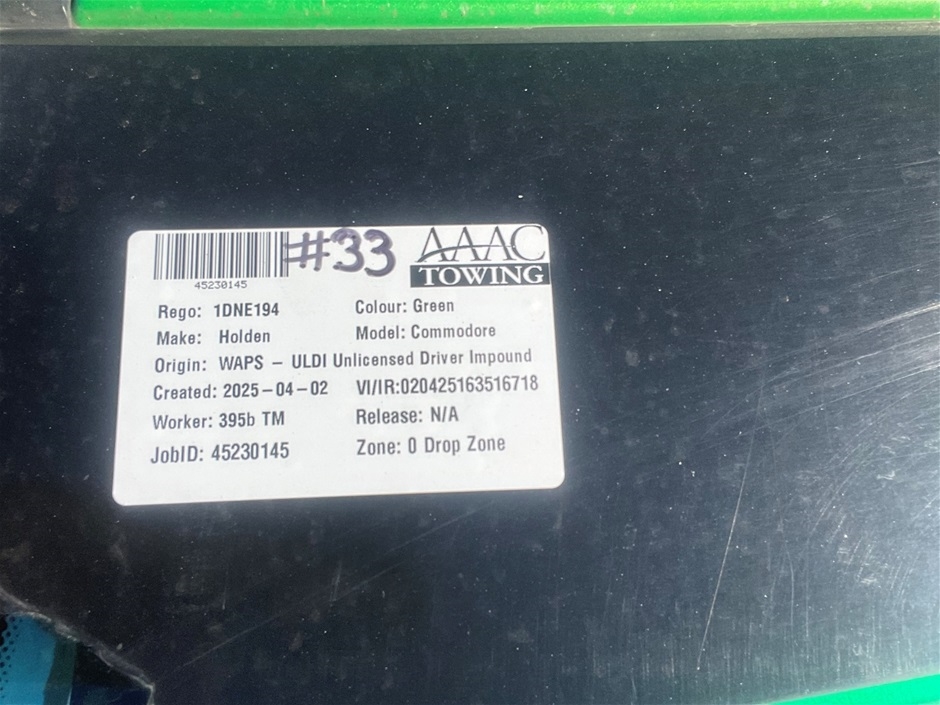 #33
AAAC
TOWING
45230145
Rego: 1DNE194 Colour: Green
Make: Holden Model: Commodore
Origin: WAPS - ULDI Unlicensed Driver Impound
Created: 2025-04-02 VI/IR:020425163516718
Worker: 395b TM Release: N/A
JobID: 45230145 Zone: 0 Drop Zone